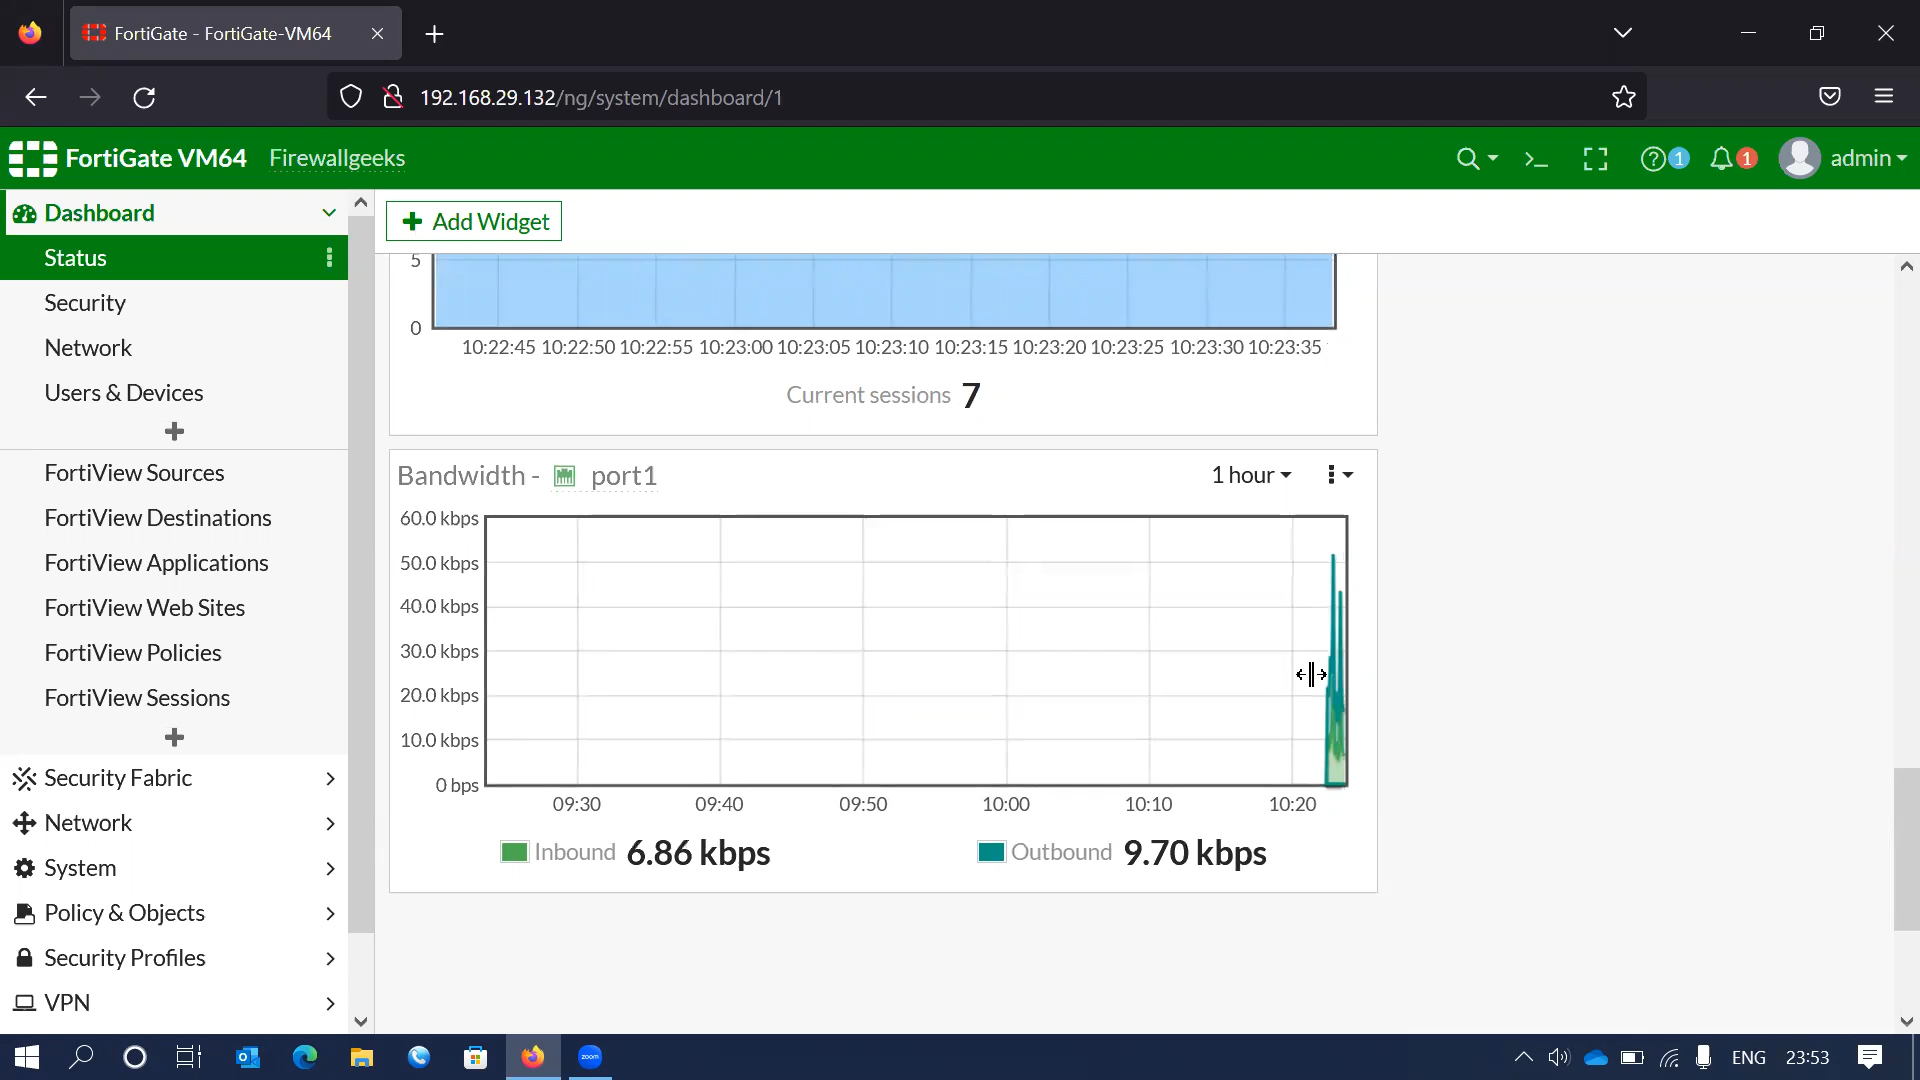 FortiGate - FortiGate-VM64
192.168.29.132/ng/system/dashboard/1
FortiGate VM64 Firewallgeeks
1
1
admin
Dashboard
Status
Security
Network
Users & Devices
FortiView Sources
FortiView Destinations
FortiView Applications
FortiView Web Sites
FortiView Policies
FortiView Sessions
Security Fabric
Network
System
Policy & Objects
Security Profiles
VPN
Add Widget
5
0
10:22:45 10:22:50 10:22:55 10:23:00 10:23:05 10:23:10 10:23:15 10:23:20 10:23:25 10:23:30 10:23:35
Current sessions 7
Bandwidth - port1
1 hour
60.0 kbps
50.0 kbps
40.0 kbps
30.0 kbps
20.0 kbps
10.0 kbps
0 bps
09:30 09:40 09:50 10:00 10:10 10:20
Inbound 6.86 kbps
Outbound 9.70 kbps
zoom
ENG 23:53